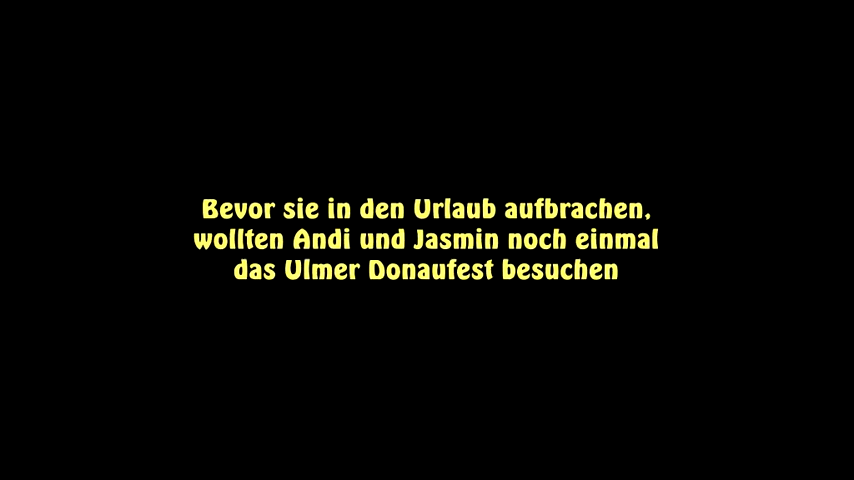 Bevor sie in den Urlaub aufbrachen,
wollten Andi und Jasmin noch einmal
das Ulmer Donaufest besuchen